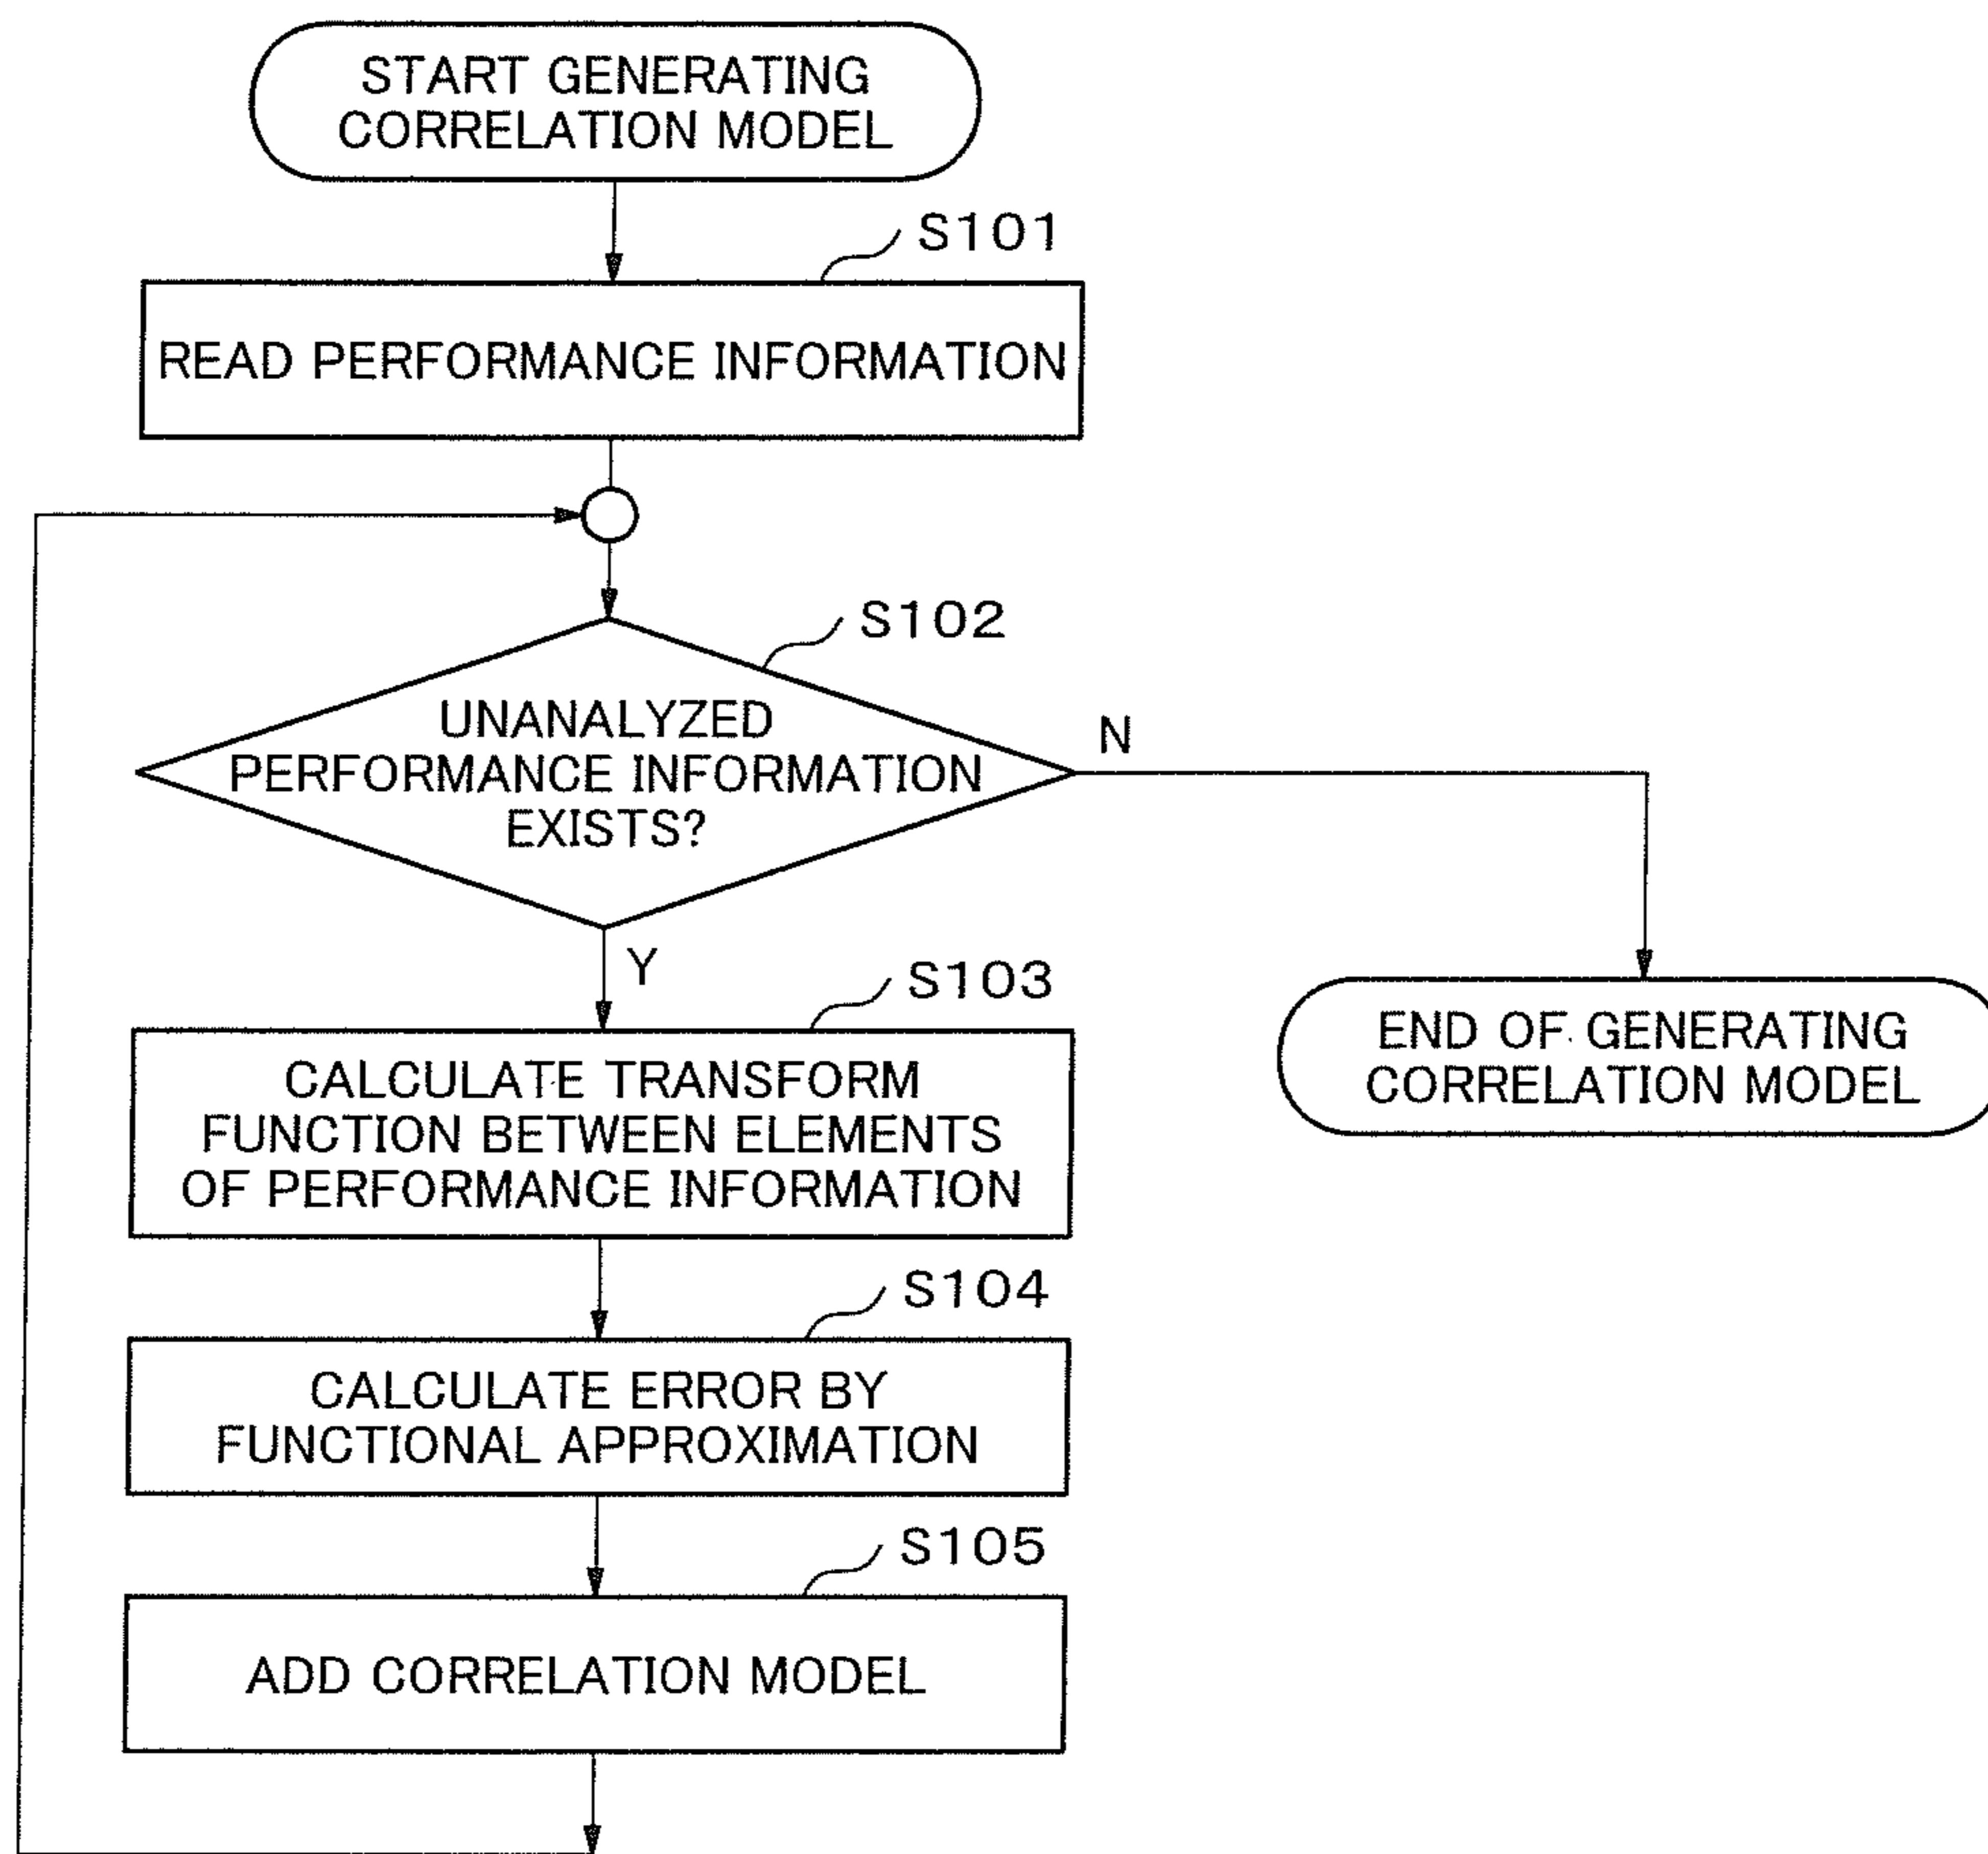 START GENERATING
CORRELATION MODEL
S101
READ PERFORMANCE INFORMATION
S102
UNANALYZED
PERFORMANCE INFORMATION
EXISTS?
N
Y
S103
CALCULATE TRANSFORM
FUNCTION BETWEEN ELEMENTS
OF PERFORMANCE INFORMATION
END OF GENERATING
CORRELATION MODEL
S104
CALCULATE ERROR BY
FUNCTIONAL APPROXIMATION
S105
ADD CORRELATION MODEL